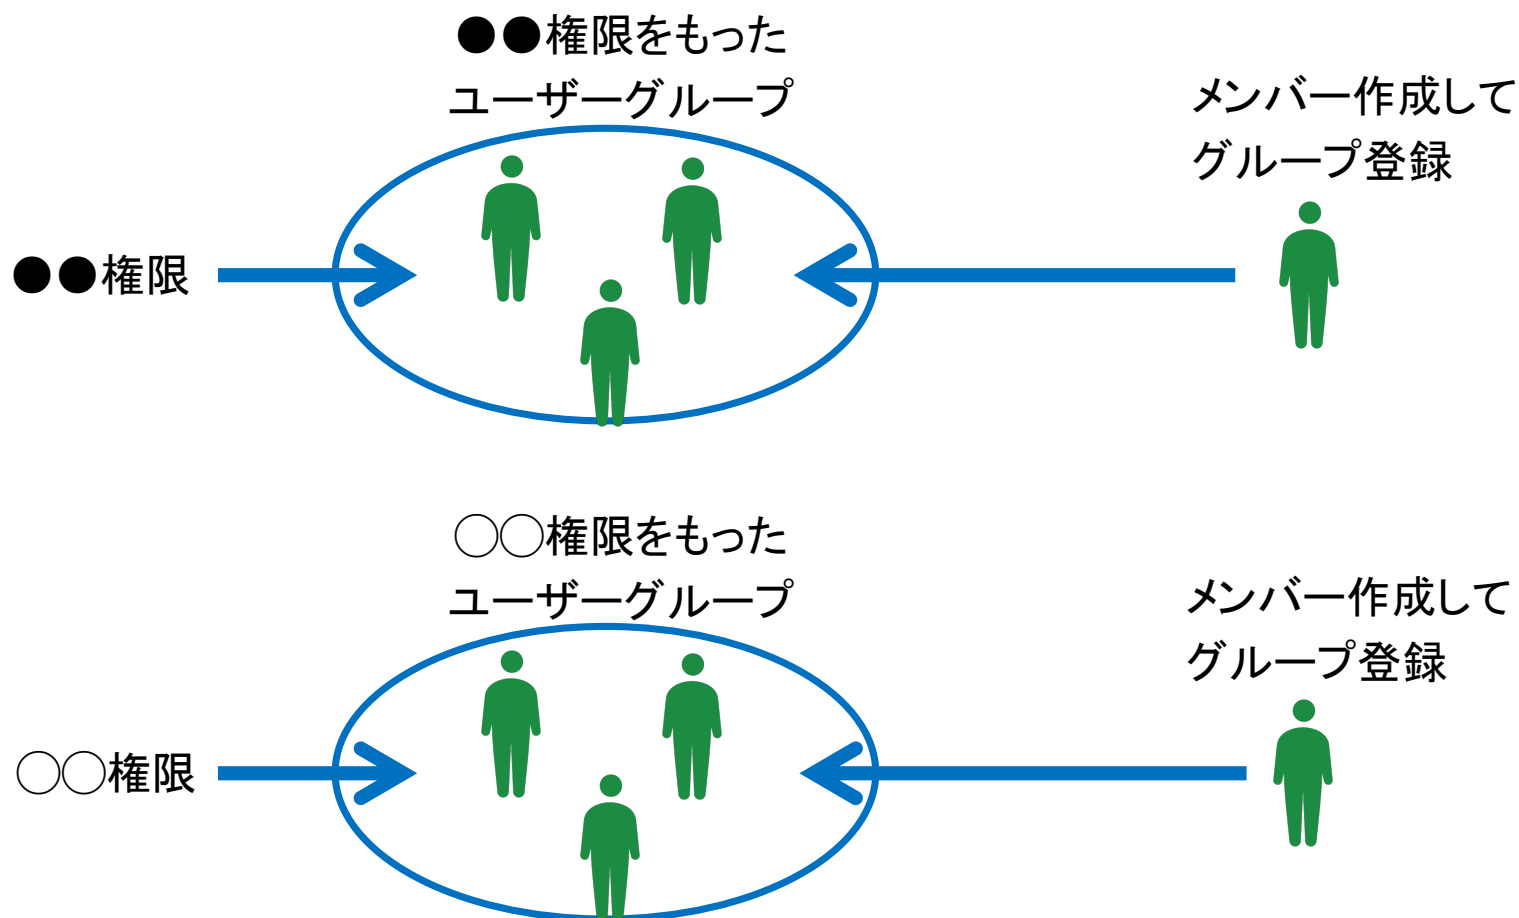 ●●権限をもった
ユーザーグループ
メンバー作成して
グループ登録
●●権限
◯◯権限をもった
ユーザーグループ
メンバー作成して
グループ登録
◯◯権限